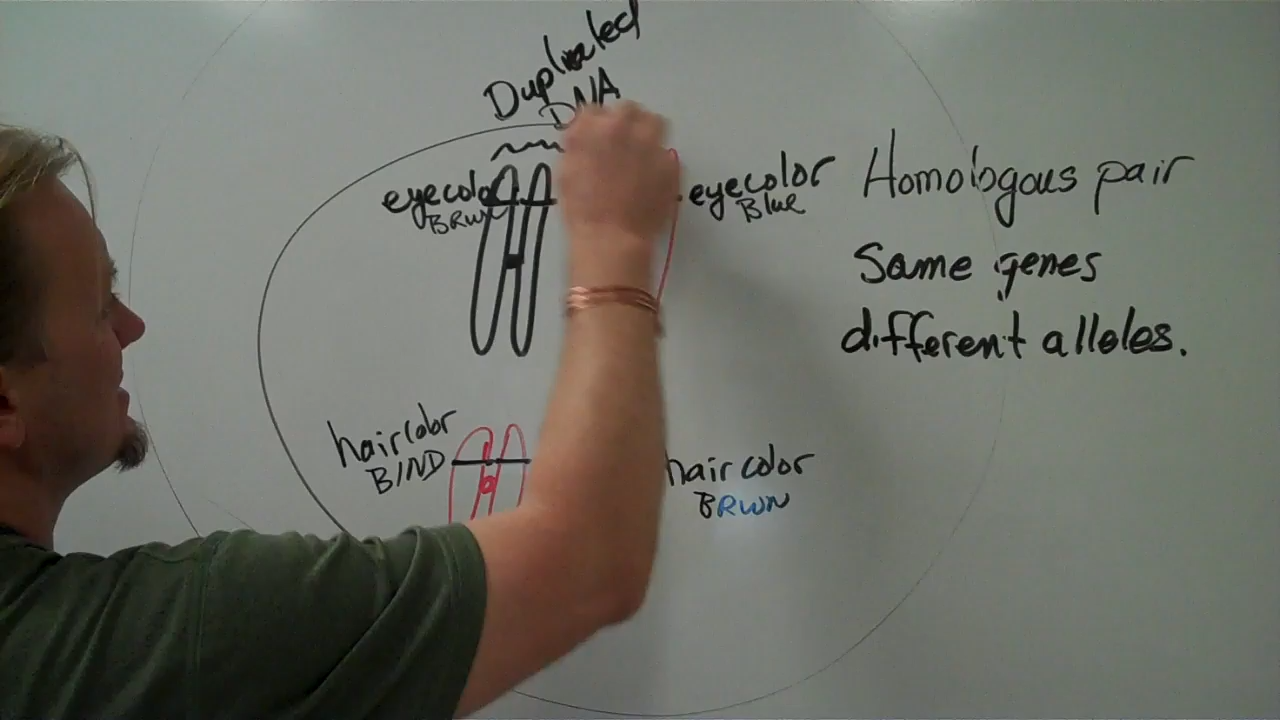 Duplicated
DNA
eyecolor
BRWN
eyecolor
Blue
Homologous pair
Same genes
different alleles.
haircolor
BlND
hair color
BRWN